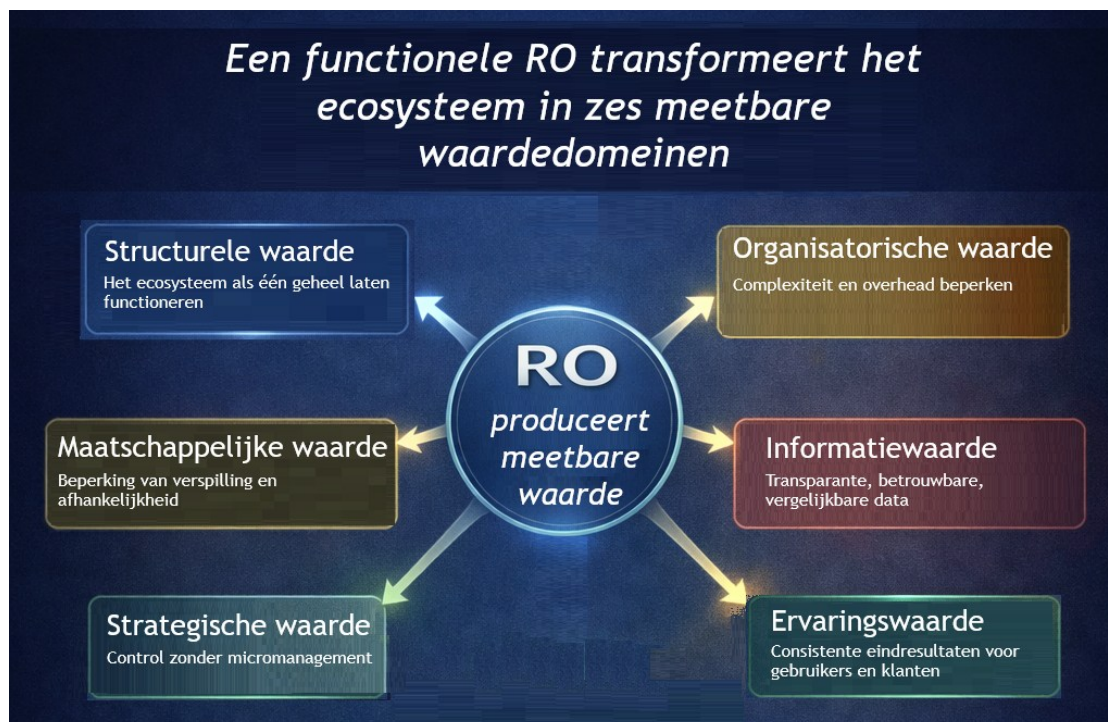 Een functionele RO transformeert het
ecosysteem in zes meetbare
waardedomeinen
Structurele waarde
Het ecosysteem als één geheel laten
functioneren
Organisatorische waarde
Complexiteit en overhead beperken
RO
produceert
meetbare
waarde
Maatschappelijke waarde
Beperking van verspilling en
afhankelijkheid
Informatiewaarde
Transparante, betrouwbare,
vergelijkbare data
Strategische waarde
Control zonder micromanagement
Ervaringswaarde
Consistente eindresultaten voor
gebruikers en klanten